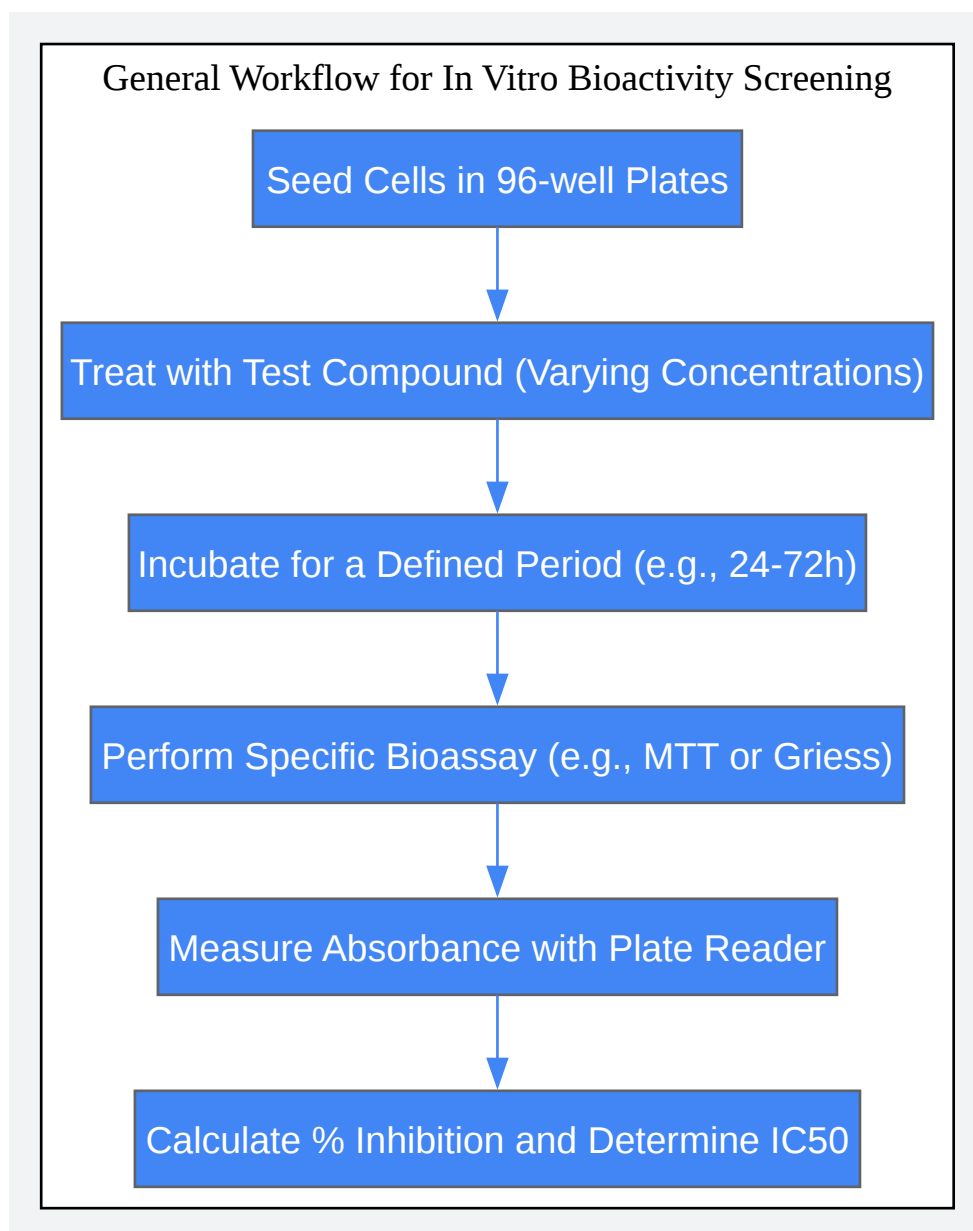 General Workflow for In Vitro Bioactivity Screening
Seed Cells in 96-well Plates
Treat with Test Compound (Varying Concentrations)
Incubate for a Defined Period (e.g., 24-72h)
Perform Specific Bioassay (e.g., MTT or Griess)
Measure Absorbance with Plate Reader
Calculate % Inhibition and Determine IC50